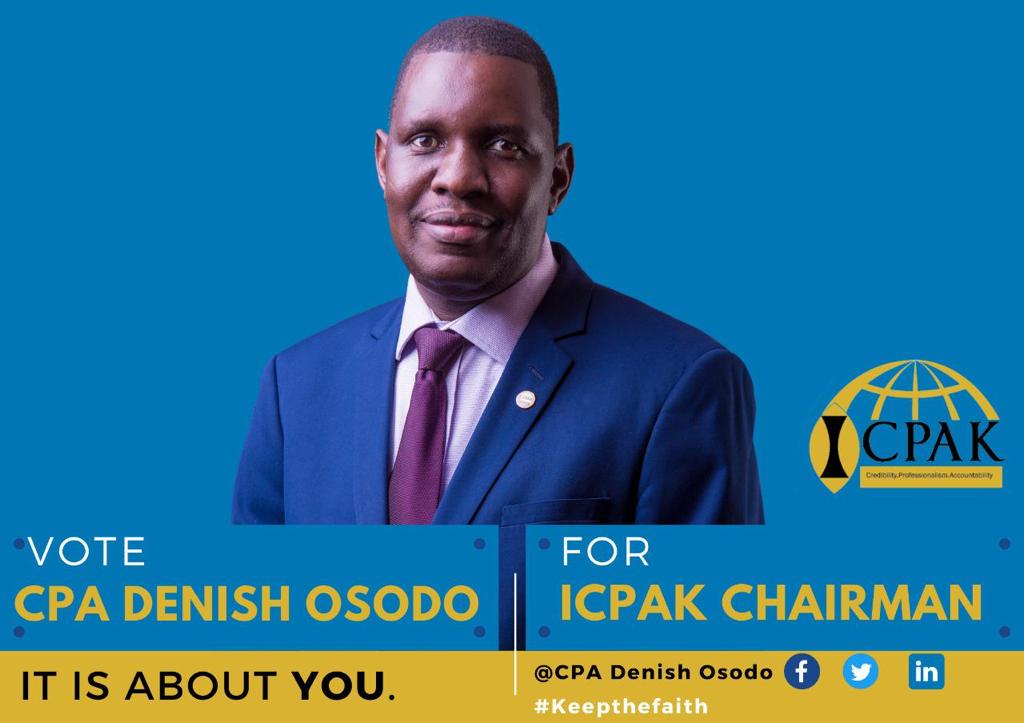 ICPAK
Credibility.Professionalism.Accountability
VOTE
CPA DENISH OSODO
FOR
ICPAK CHAIRMAN
IT IS ABOUT YOU.
@CPA Denish Osodo
#Keepthefaith